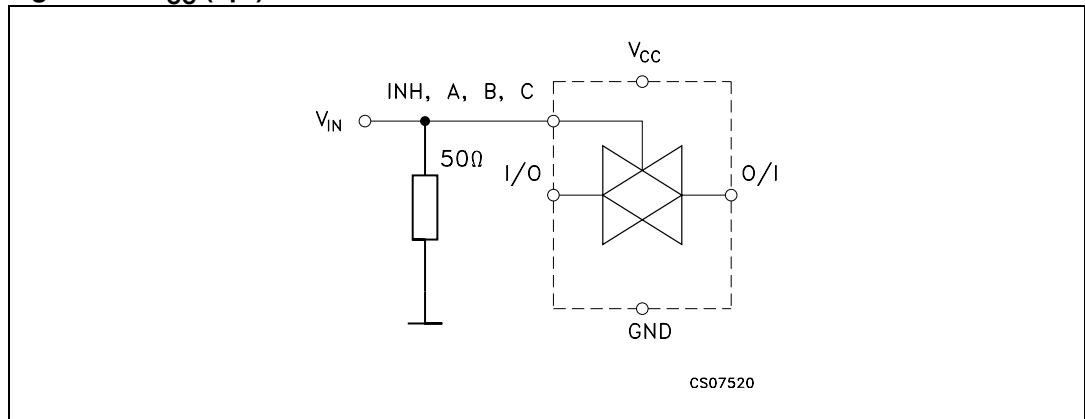 V_CC
INH, A, B, C
V_IN
50Ω
I/O
O/I
GND
CS07520